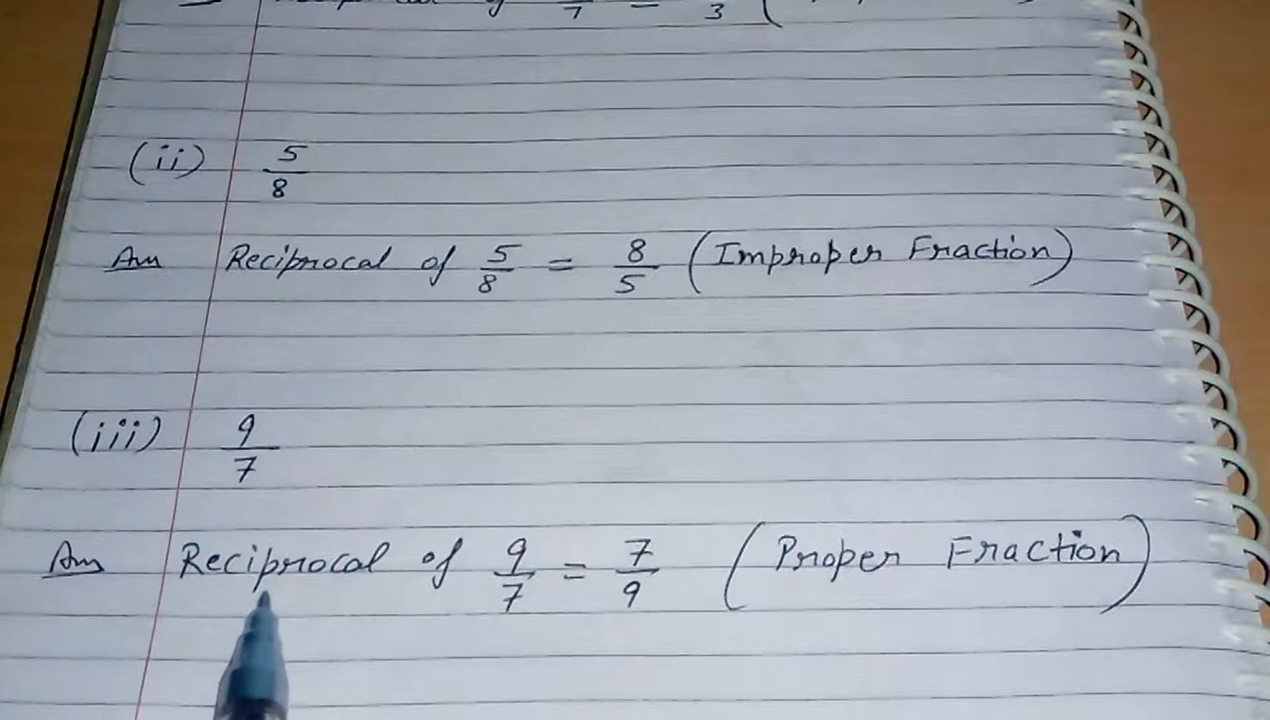 (ii) 5/8
Ans Reciprocal of 5/8 = 8/5 (Improper Fraction)
(iii) 9/7
Ans Reciprocal of 9/7 = 7/9 (Proper Fraction)